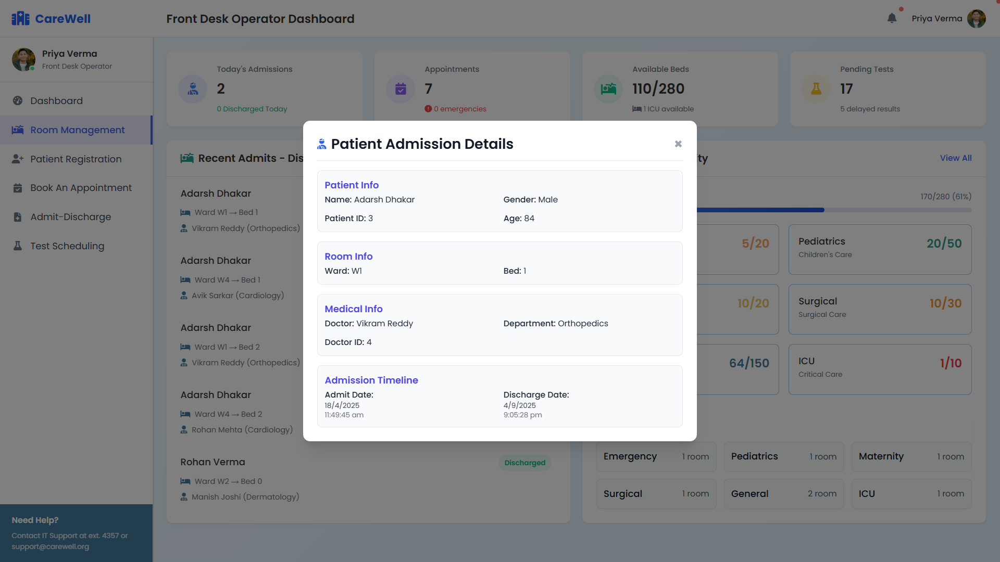 CareWell
Front Desk Operator Dashboard
Priya Verma
Priya Verma
Front Desk Operator
Dashboard
Room Management
Patient Registration
Book An Appointment
Admit-Discharge
Test Scheduling
Need Help?
Contact IT Support at ext. 4357 or
support@carewell.org
Today's Admissions
2
0 Discharged Today
Appointments
7
0 emergencies
Available Beds
110/280
1 ICU available
Pending Tests
17
5 delayed results
Recent Admits - Dis
Adarsh Dhakar
Ward W1 → Bed 1
Vikram Reddy (Orthopedics)
Adarsh Dhakar
Ward W4 → Bed 1
Avik Sarkar (Cardiology)
Adarsh Dhakar
Ward W1 → Bed 2
Vikram Reddy (Orthopedics)
Adarsh Dhakar
Ward W4 → Bed 2
Rohan Mehta (Cardiology)
Rohan Verma
Discharged
Ward W2 → Bed 0
Manish Joshi (Dermatology)
Patient Admission Details
Patient Info
Name: Adarsh Dhakar
Gender: Male
Patient ID: 3
Age: 84
Room Info
Ward: W1
Bed: 1
Medical Info
Doctor: Vikram Reddy
Department: Orthopedics
Doctor ID: 4
Admission Timeline
Admit Date:
18/4/2025
11:49:45 am
Discharge Date:
4/9/2025
9:05:28 pm
ty
View All
170/280 (61%)
5/20
Pediatrics
20/50
Children's Care
10/20
Surgical
10/30
Surgical Care
64/150
ICU
1/10
Critical Care
Emergency 1 room
Pediatrics 1 room
Maternity 1 room
Surgical 1 room
General 2 room
ICU 1 room